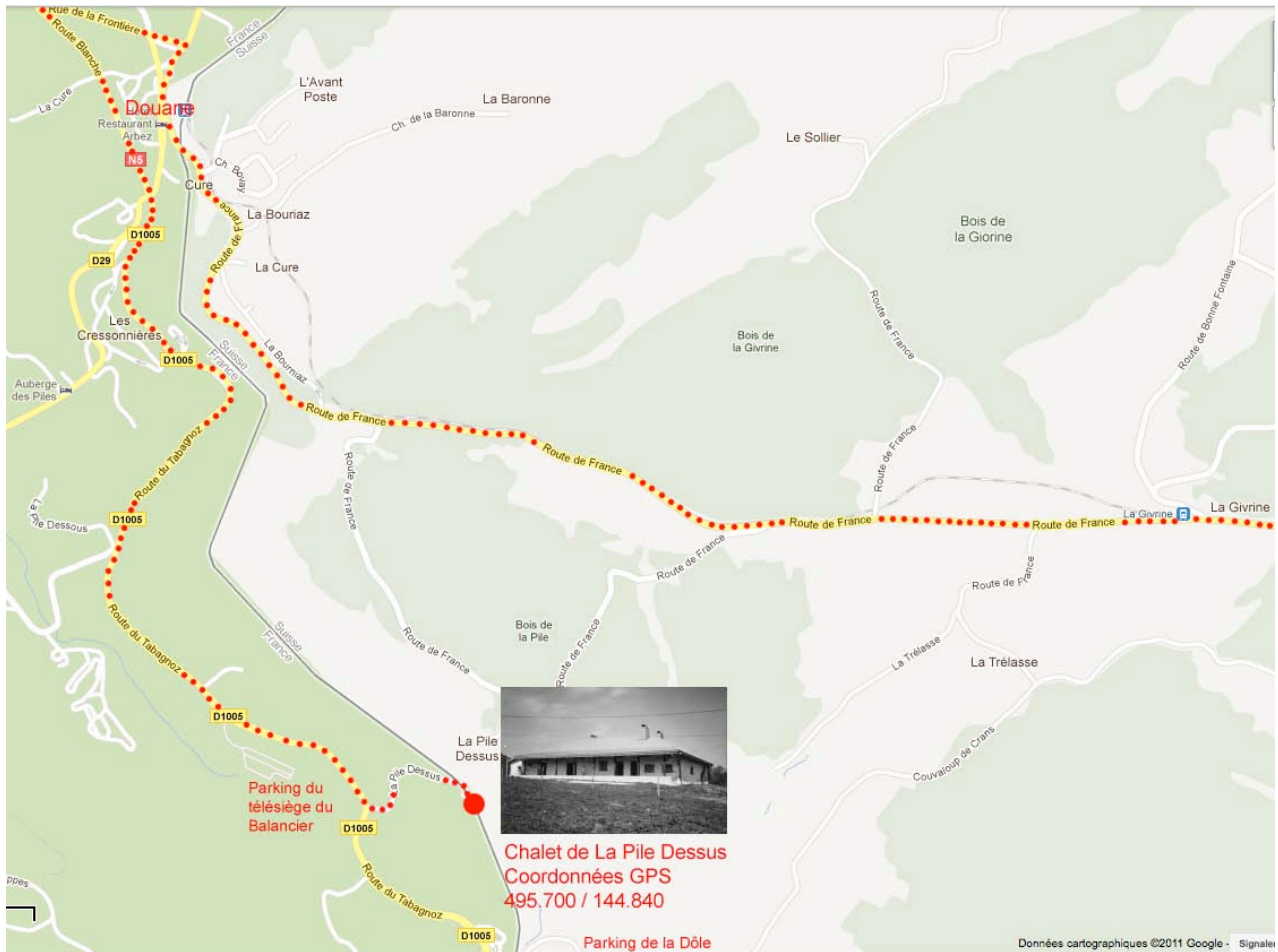 Rue de la Frontière
France
Suisse
Route Blanche
L'Avant
Poste
La Baronne
La Cure
Douane
Ch. de la Baronne
Restaurant
Arbez
Le Sollier
N5
Ch. Bovay
Cure
La Bouriaz
Route de France
Bois de
la Giorine
D1005
D29
La Cure
Route de Bonne Fontaine
Les
Cressonnières
La Bourniaz
Bois de
la Givrine
Route de France
D1005
Suisse
France
Auberge
des Piles
Route de France
Route du Tabagnoz
Route de France
Route de France
Route de France
La Pile Dessous
D1005
Route de France
Route de France
La Givrine
La Givrine
Route de France
Route de France
Route du Tabagnoz
Suisse
France
Bois de
la Pile
Route de France
Route de France
La Trélasse
La Trélasse
D1005
La Pile
Dessus
La Pile Dessus
Couvaloup de Crans
Parking du
télésiège du
Balancier
D1005
Chalet de La Pile Dessus
Coordonnées GPS
495.700 / 144.840
Route du Tabagnoz
D1005
Parking de la Dôle
Données cartographiques ©2011 Google -